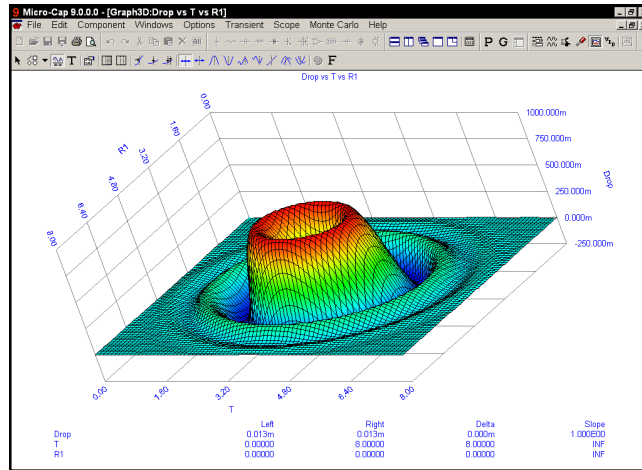 Micro-Cap 9.0.0.0 - [Graph3D:Drop vs T vs R1]
File Edit Component Windows Options Transient Scope Monte Carlo Help
P G
T F
Drop vs T vs R1
0.00
1.60
3.20
4.80
6.40
8.00
R1
1000.000m
750.000m
500.000m
250.000m
0.000m
-250.000m
Drop
0.00 1.60 3.20 4.80 6.40 8.00
T
Left Right Delta Slope
Drop 0.013m 0.013m 0.000m 1.000E00
T 0.00000 8.00000 8.00000 INF
R1 0.00000 0.00000 0.00000 INF